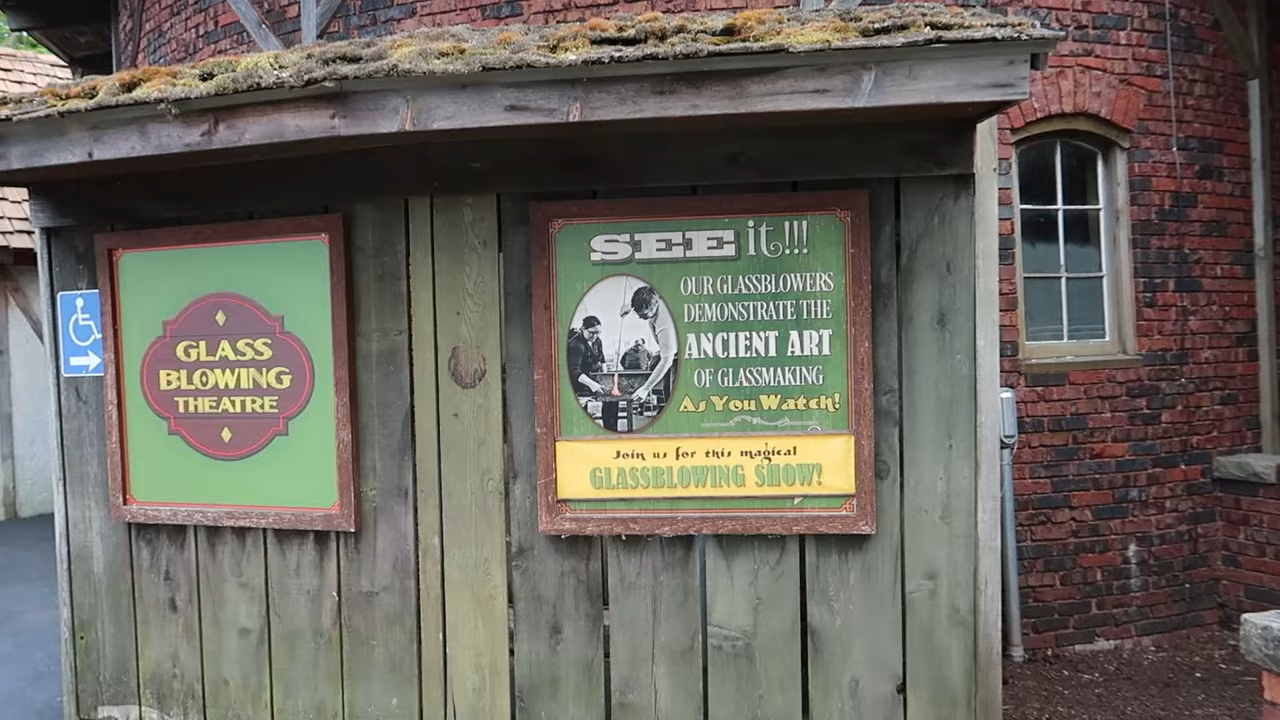 GLASS
BLOWING
THEATRE
SEE it!!!
OUR GLASSBLOWERS
DEMONSTRATE THE
ANCIENT ART
OF GLASSMAKING
As You Watch!
Join us for this magical
GLASSBLOWING SHOW!